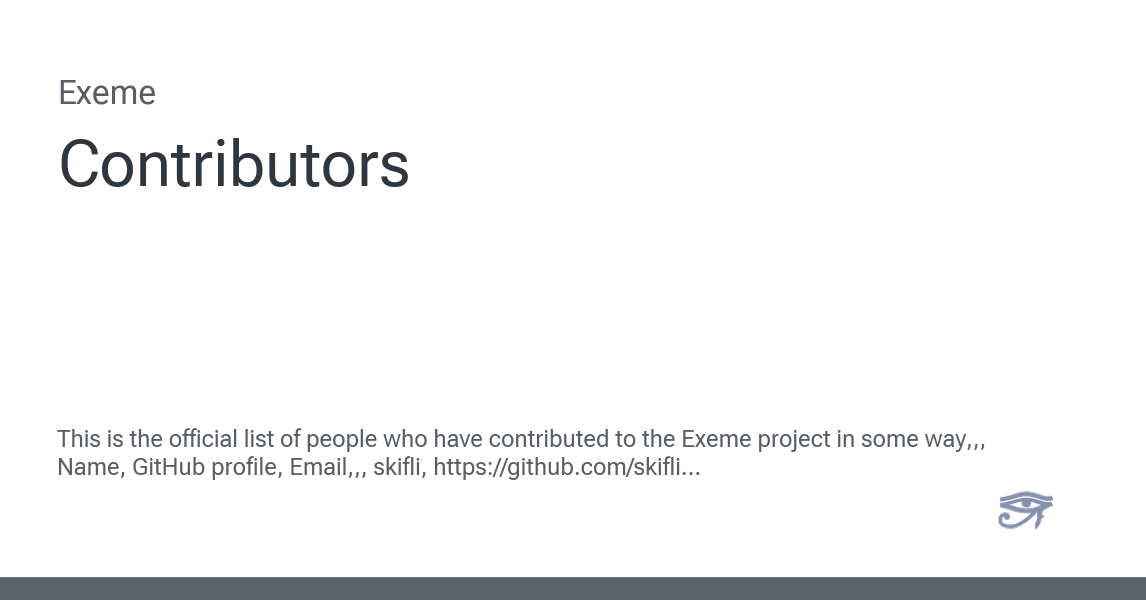 Exeme
Contributors
This is the official list of people who have contributed to the Exeme project in some way,,,
Name, GitHub profile, Email,,, skifli, https://github.com/skifli...